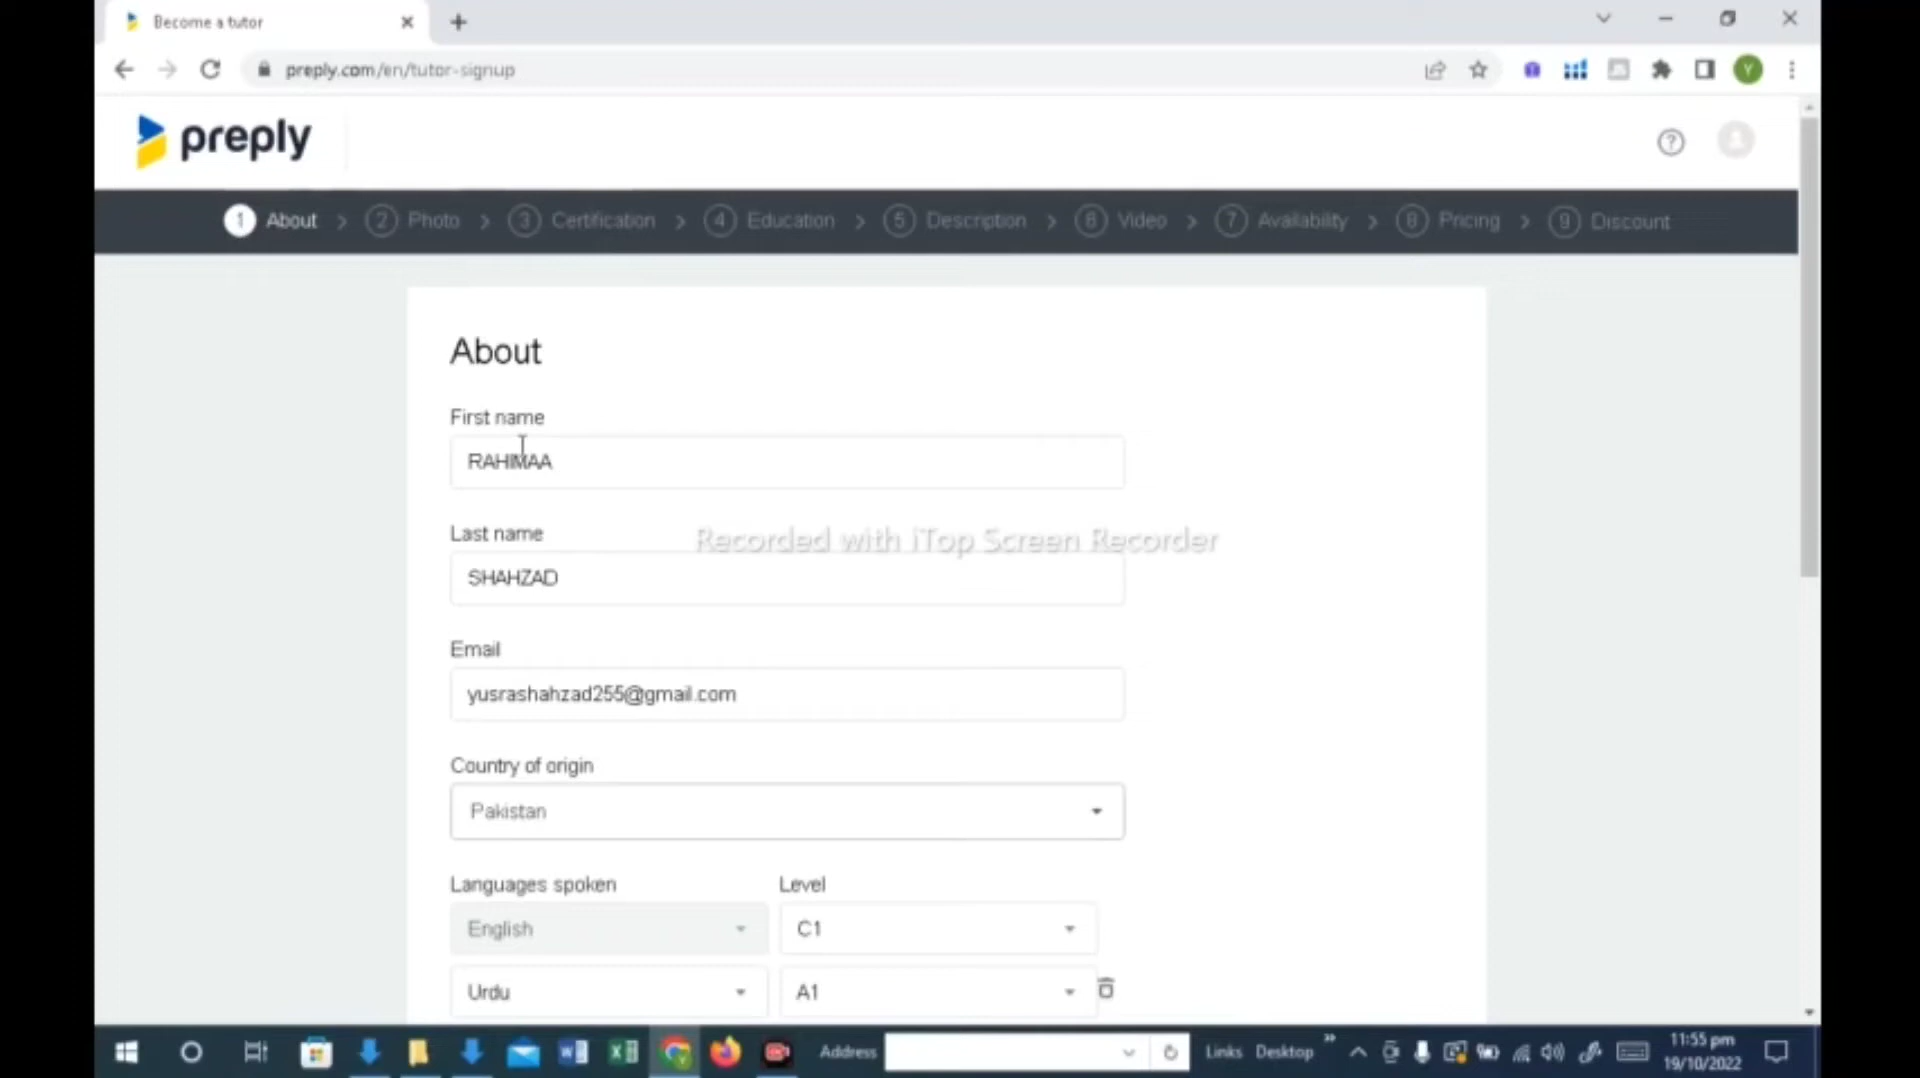 Become a tutor
preply.com/en/tutor-signup
Y
preply
1 About > 2 Photo > 3 Certification > 4 Education > 5 Description > 6 Video > 7 Availability > 8 Pricing > 9 Discount
About
First name
RAHIMAA
Recorded with iTop Screen Recorder
Last name
SHAHZAD
Email
yusrashahzad255@gmail.com
Country of origin
Pakistan
Languages spoken Level
English C1
Urdu A1
Address Links Desktop 11:55 pm
19/10/2022